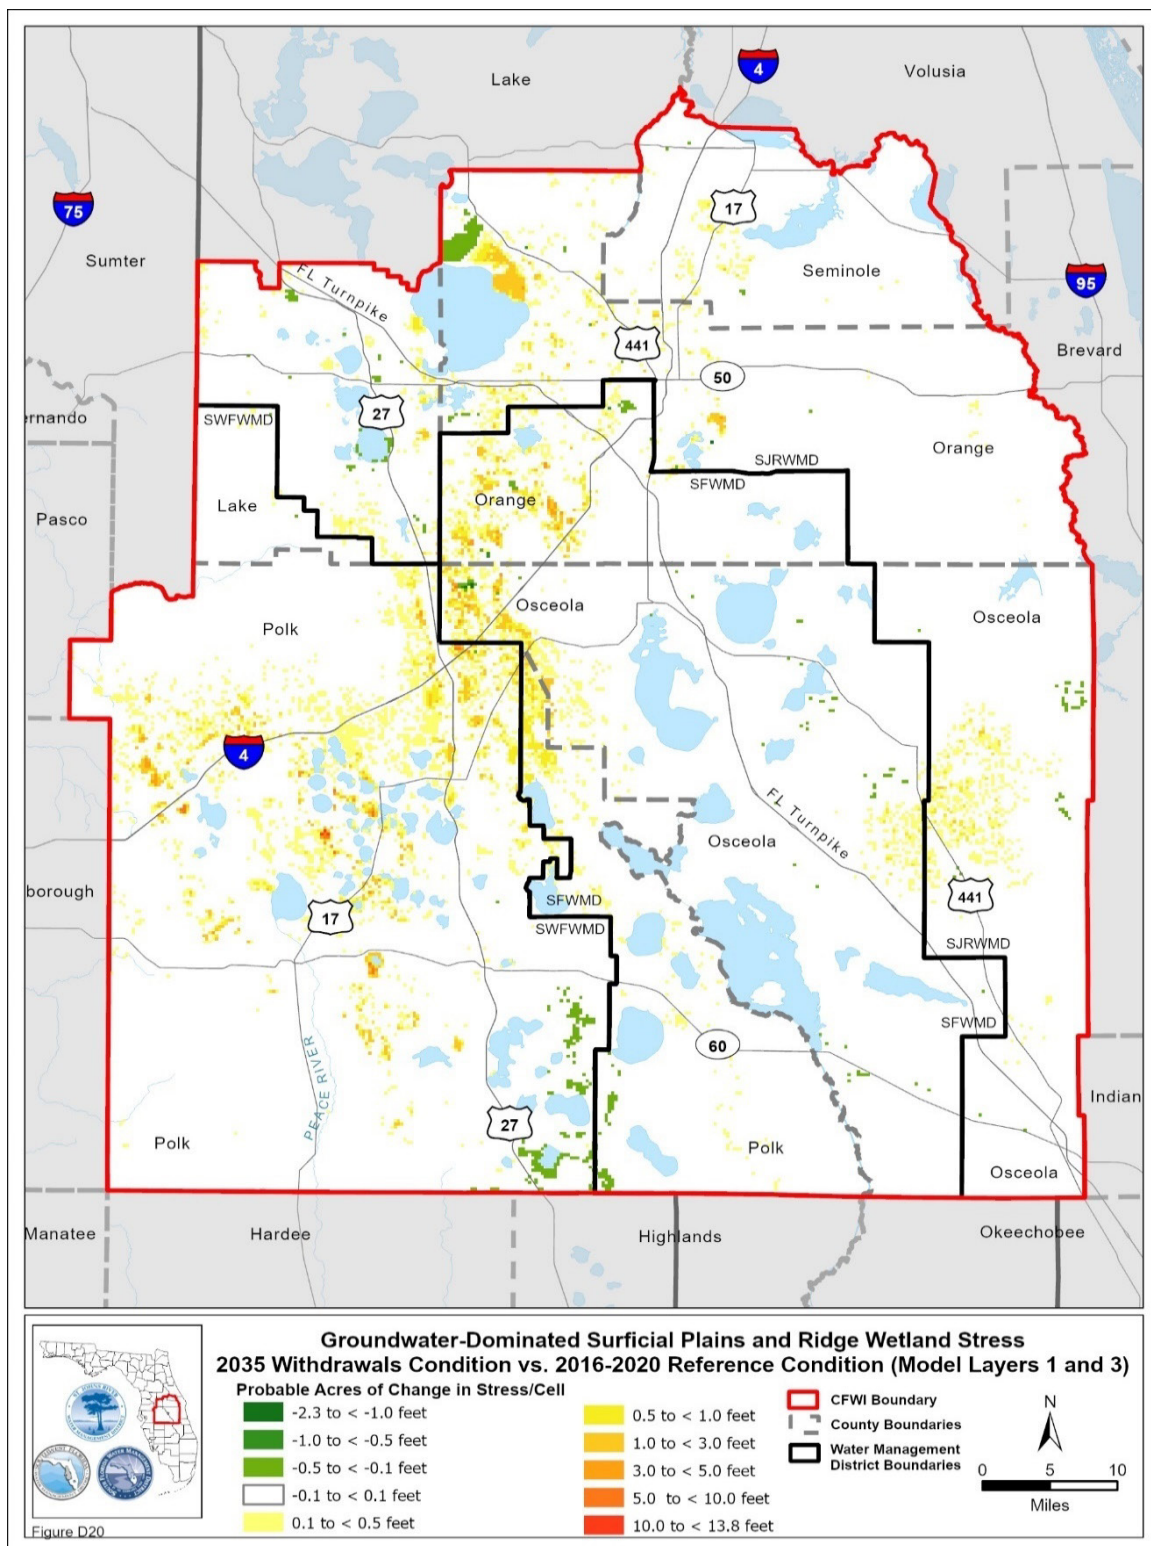 Lake
Volusia
4
75
17
Sumter
Seminole
95
FL Turnpike
441
Brevard
50
27
ernando
SWFWMD
Orange
SJRWMD
SFWMD
Orange
Lake
Pasco
Osceola
Osceola
Polk
4
FL Turnpike
Osceola
borough
441
SFWMD
17
SWFWMD
SJRWMD
SFWMD
60
PEACE RIVER
Indian
27
Polk
Polk
Osceola
Manatee
Hardee
Highlands
Okeechobee
Groundwater-Dominated Surficial Plains and Ridge Wetland Stress
2035 Withdrawals Condition vs. 2016-2020 Reference Condition (Model Layers 1 and 3)
Probable Acres of Change in Stress/Cell
-2.3 to < -1.0 feet
-1.0 to < -0.5 feet
-0.5 to < -0.1 feet
-0.1 to < 0.1 feet
0.1 to < 0.5 feet
0.5 to < 1.0 feet
1.0 to < 3.0 feet
3.0 to < 5.0 feet
5.0 to < 10.0 feet
10.0 to < 13.8 feet
CFWI Boundary
County Boundaries
Water Management
District Boundaries
N
0 5 10
Miles
Figure D20